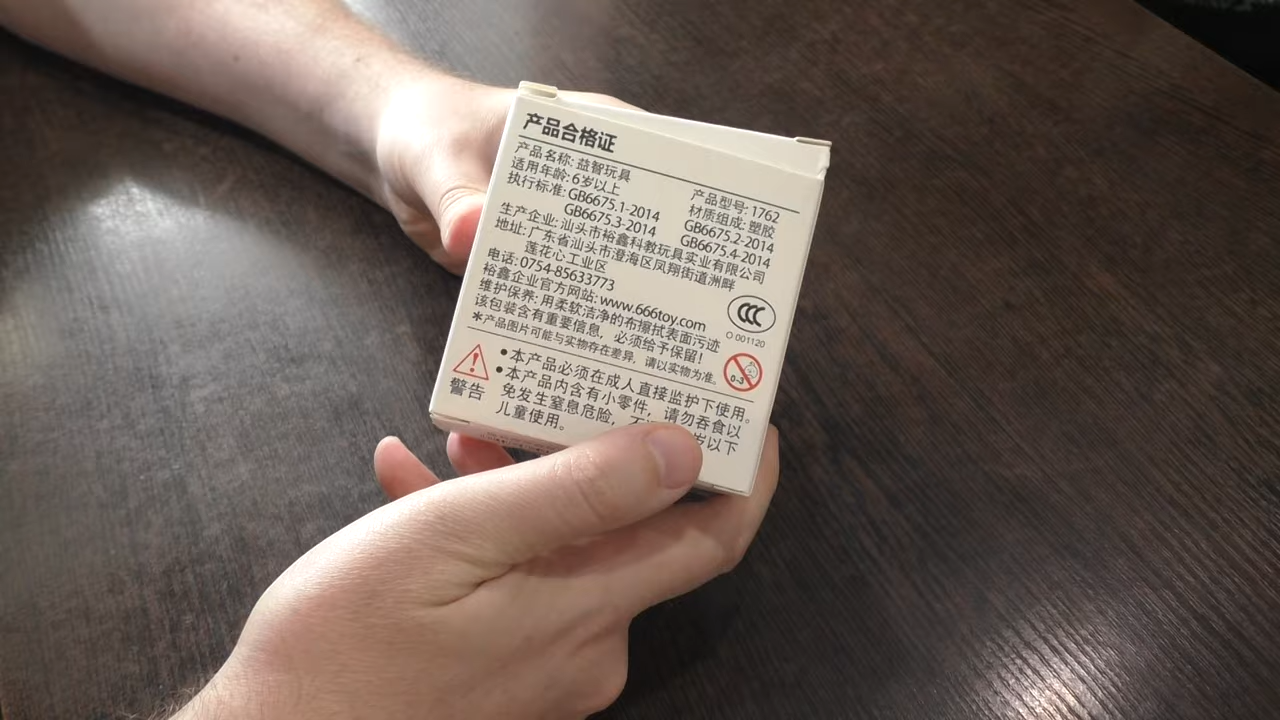 产品合格证
产品名称: 益智玩具 产品型号: 1762
适用年龄: 6岁以上 材质组成: 塑胶
执行标准: GB6675.1-2014 GB6675.2-2014
GB6675.3-2014 GB6675.4-2014
生产企业: 汕头市裕鑫科教玩具实业有限公司
地址: 广东省汕头市澄海区凤翔街道洲畔
莲花心工业区
电话: 0754-85633773
裕鑫企业官方网站: www.666toy.com
维护保养: 用柔软洁净的布擦拭表面污迹
该包装含有重要信息, 必须给予保留!
*产品图片可能与实物存在差异, 请以实物为准。
CCC
O 001120
0-3
警告
•本产品必须在成人直接监护下使用。
•本产品内含有小零件, 请勿吞食以
免发生窒息危险, 岁以下
儿童使用。